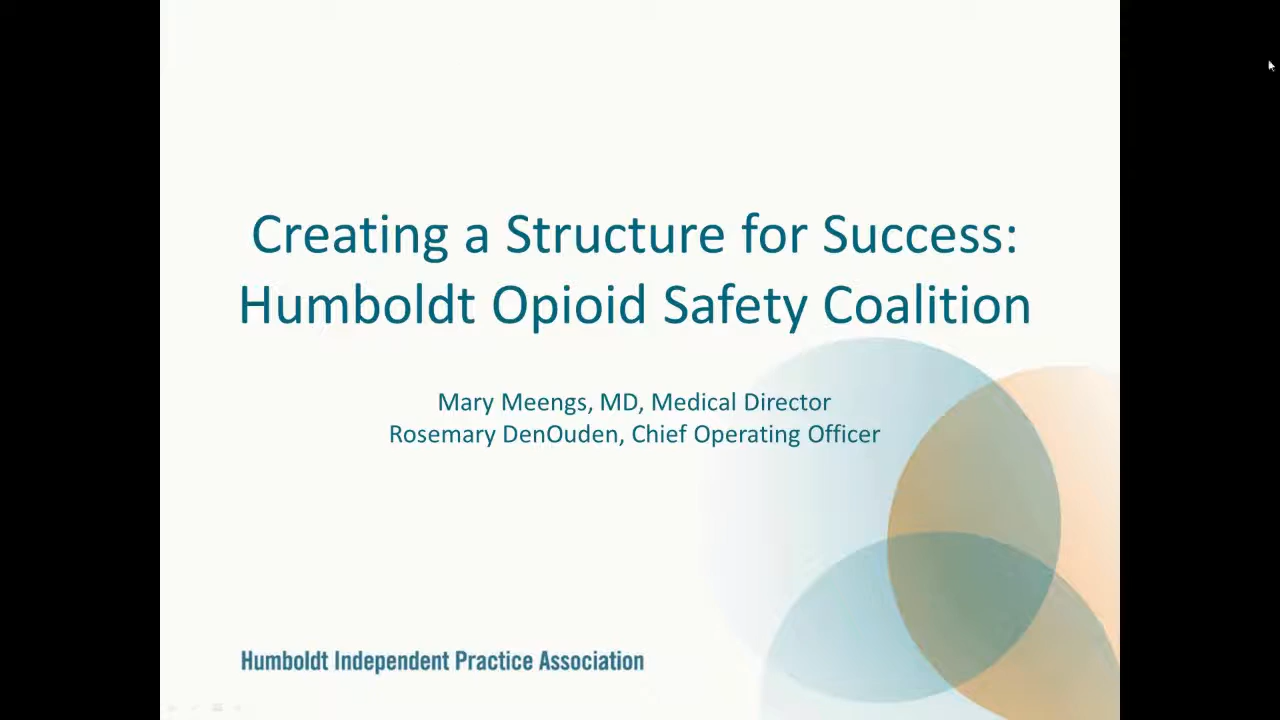 Creating a Structure for Success:
Humboldt Opioid Safety Coalition
Mary Meengs, MD, Medical Director
Rosemary DenOuden, Chief Operating Officer
Humboldt Independent Practice Association